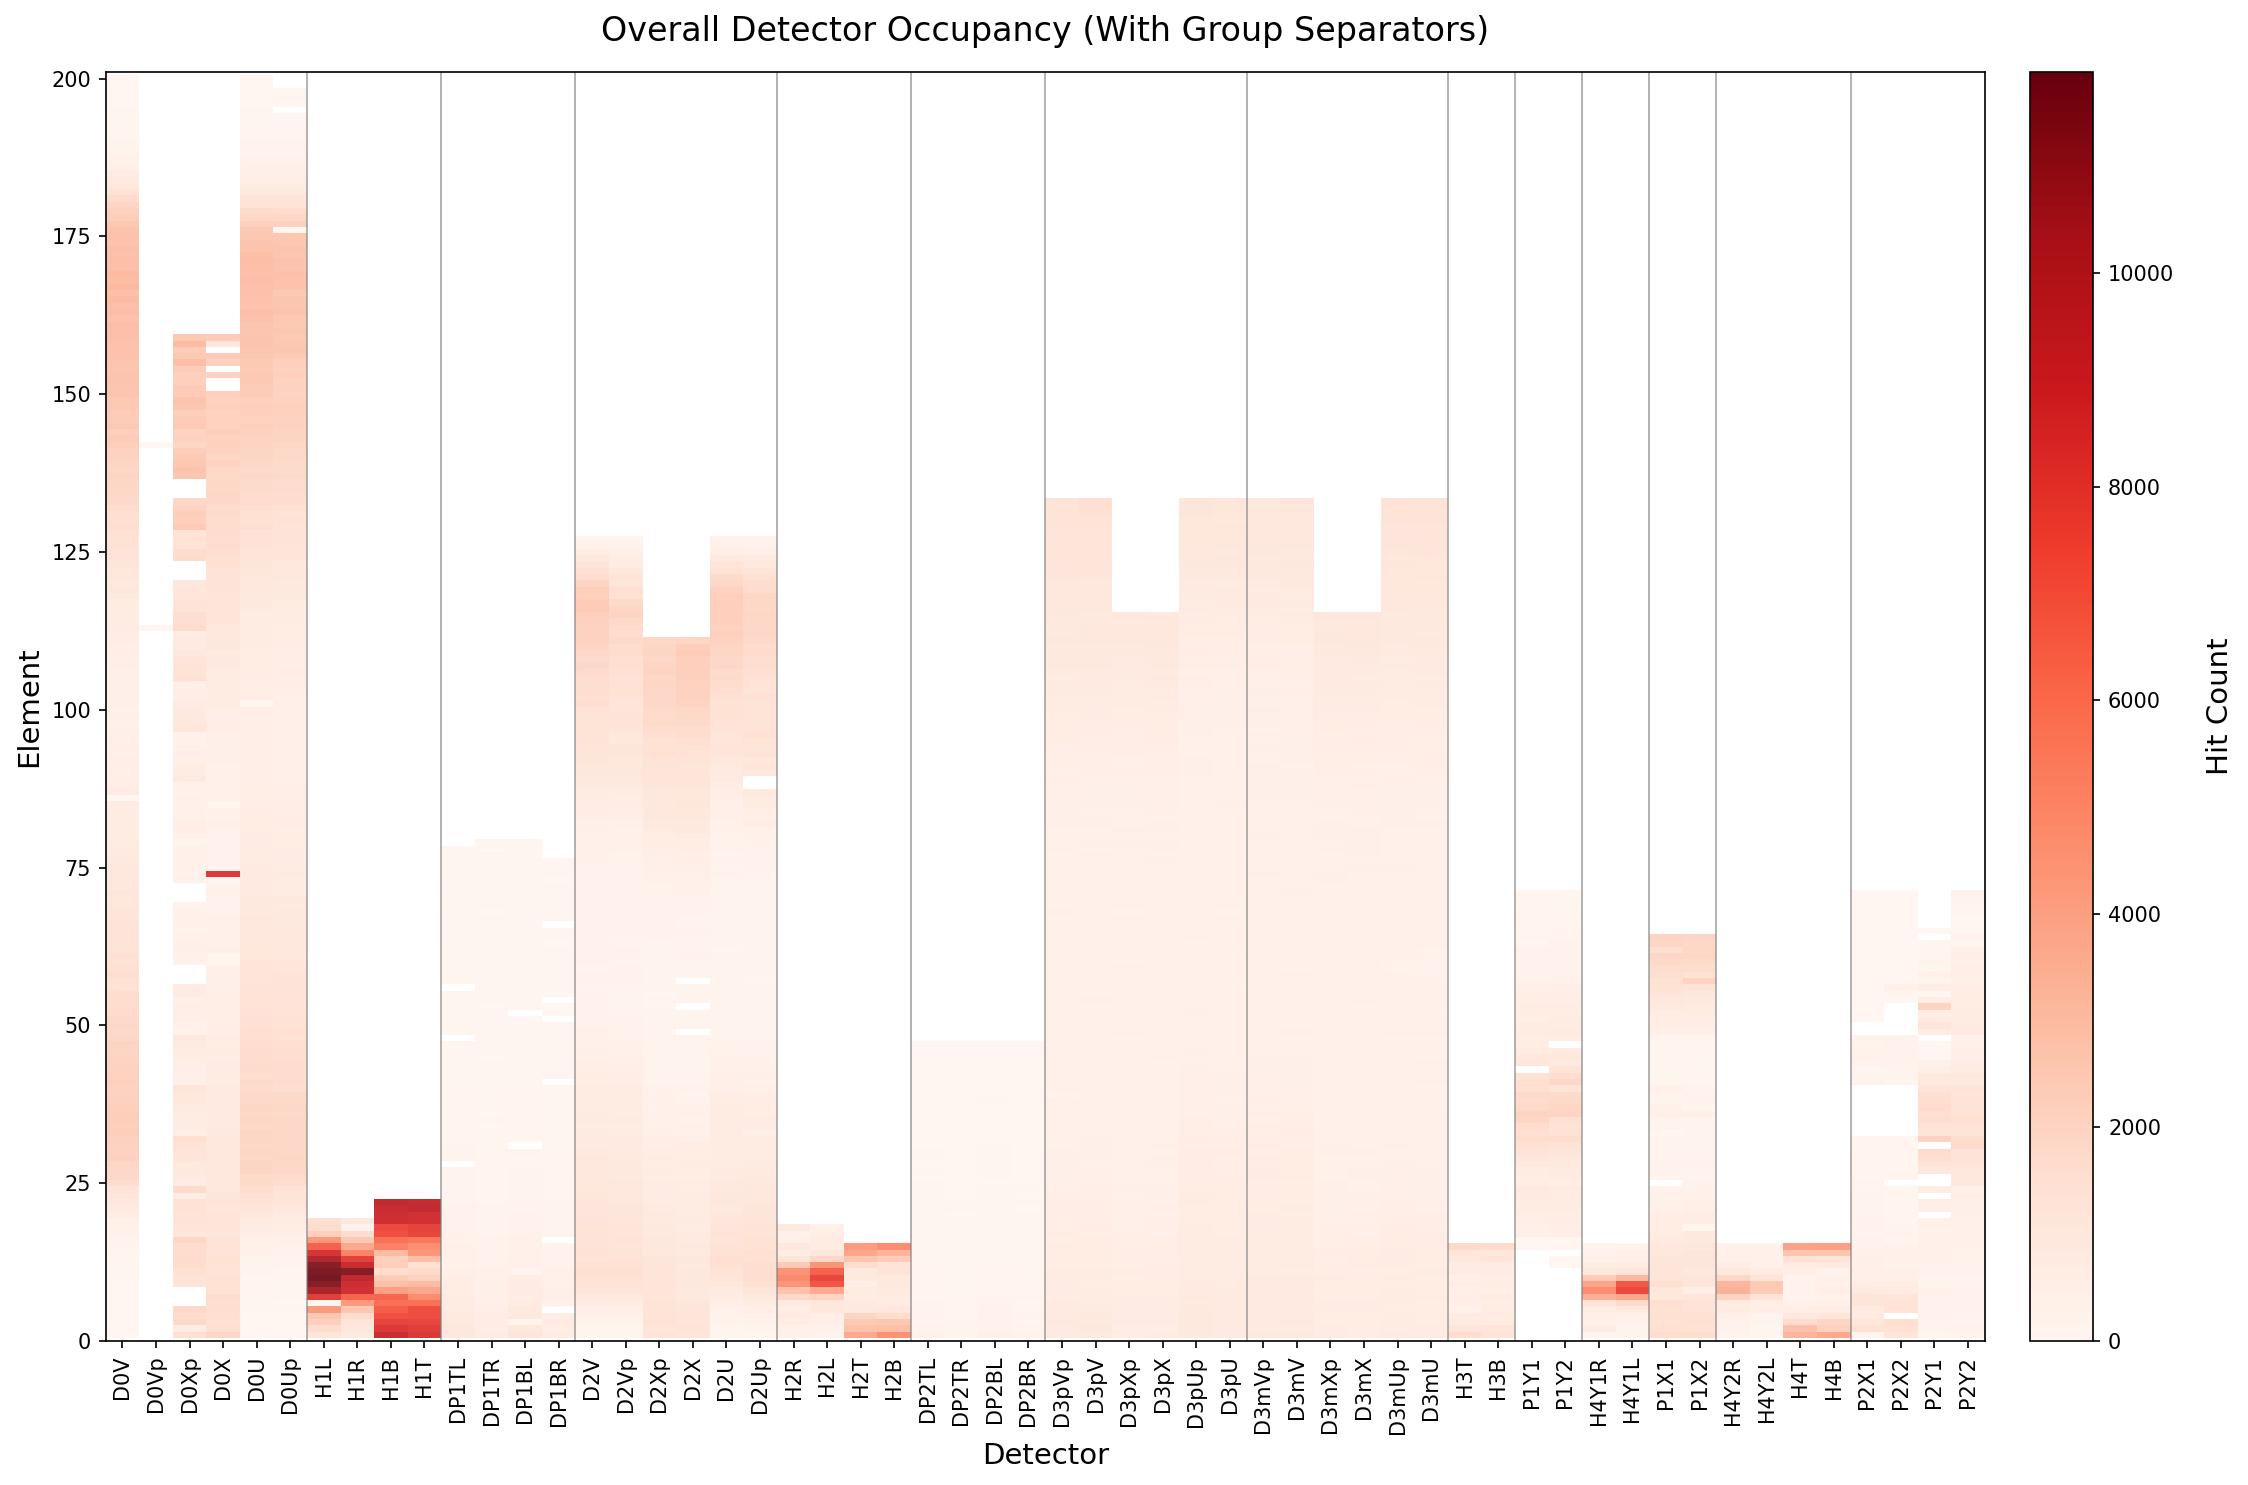 Overall Detector Occupancy (With Group Separators)
Element
200
175
150
125
100
75
50
25
0
D0V
D0Vp
D0Xp
D0X
D0U
D0Up
H1L
H1R
H1B
H1T
DP1TL
DP1TR
DP1BL
DP1BR
D2V
D2Vp
D2Xp
D2X
D2U
D2Up
H2R
H2L
H2T
H2B
DP2TL
DP2TR
DP2BL
DP2BR
D3pVp
D3pV
D3pXp
D3pX
D3pUp
D3pU
D3mVp
D3mV
D3mXp
D3mX
D3mUp
D3mU
H3T
H3B
P1Y1
P1Y2
H4Y1R
H4Y1L
P1X1
P1X2
H4Y2R
H4Y2L
H4T
H4B
P2X1
P2X2
P2Y1
P2Y2
Detector
10000
8000
6000
4000
2000
0
Hit Count